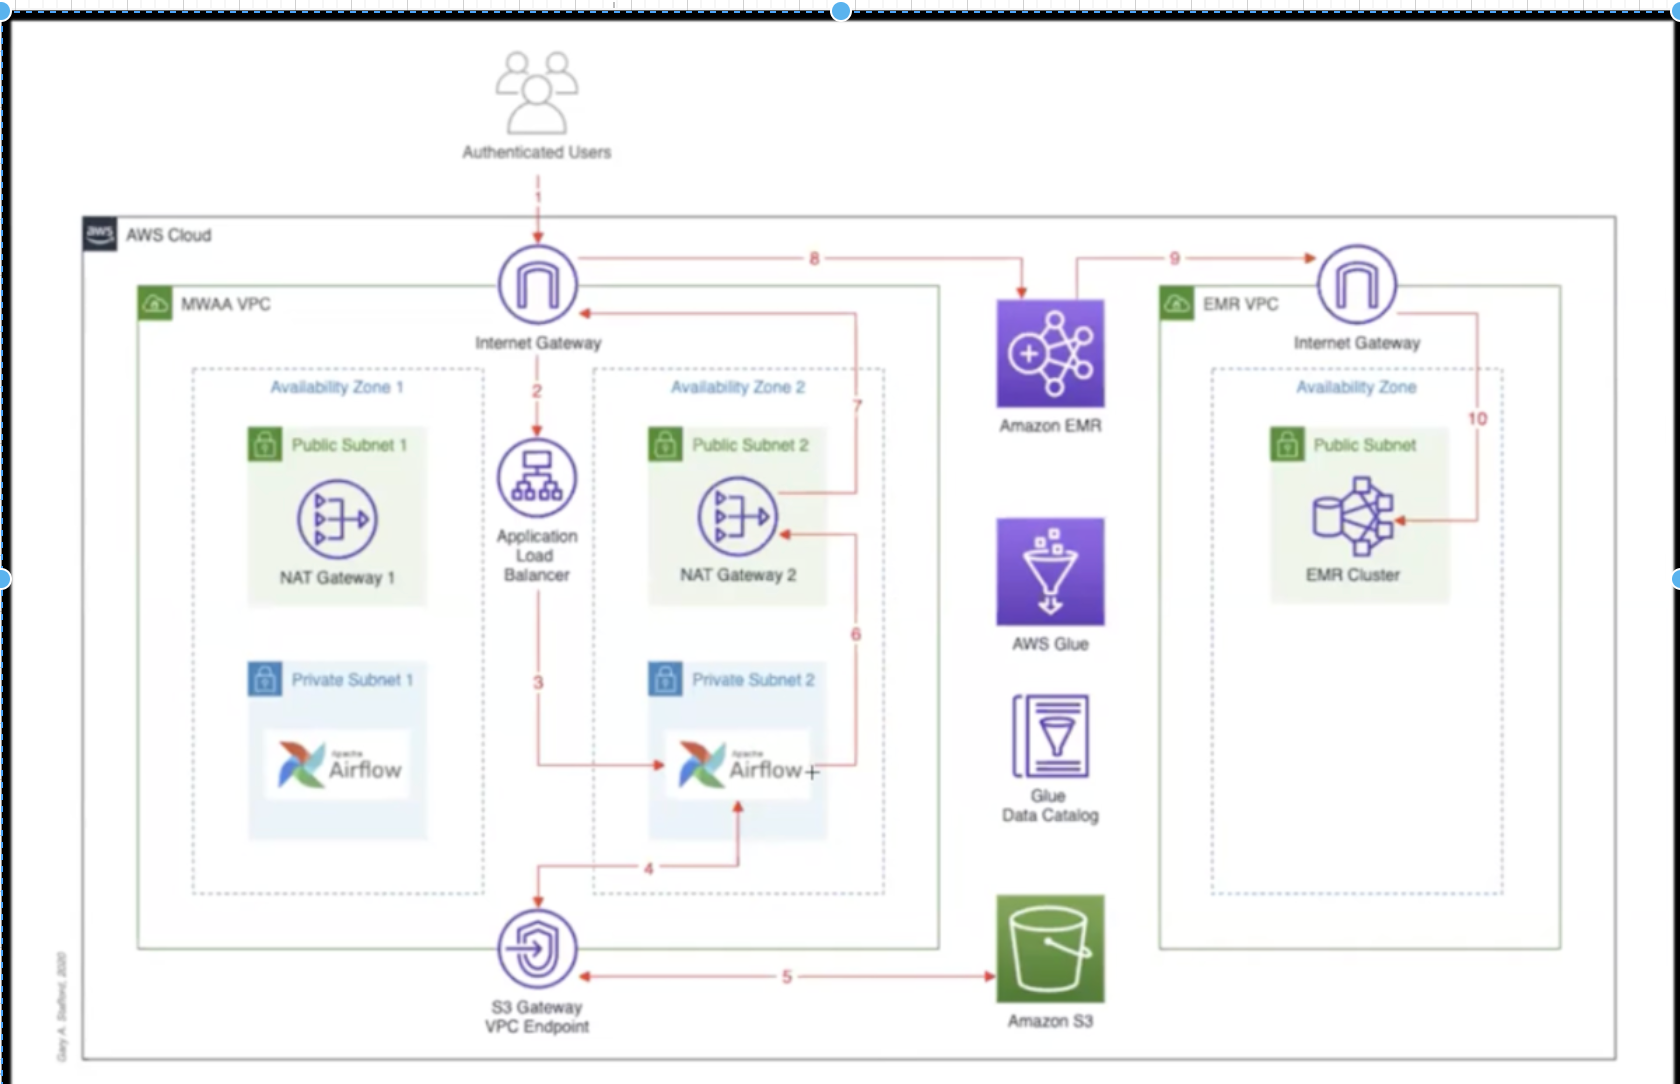 Authenticated Users
1
aws
AWS Cloud
8
9
MWAA VPC
EMR VPC
Internet Gateway
Internet Gateway
Availability Zone 1
2
Availability Zone 2
7
Amazon EMR
Availability Zone
10
Public Subnet 1
Public Subnet 2
Public Subnet
NAT Gateway 1
Application
Load
Balancer
NAT Gateway 2
EMR Cluster
6
AWS Glue
Private Subnet 1
3
Private Subnet 2
Apache
Airflow
Apache
Airflow
Glue
Data Catalog
4
5
S3 Gateway
VPC Endpoint
Amazon S3
Gary A. Stafford, 2020